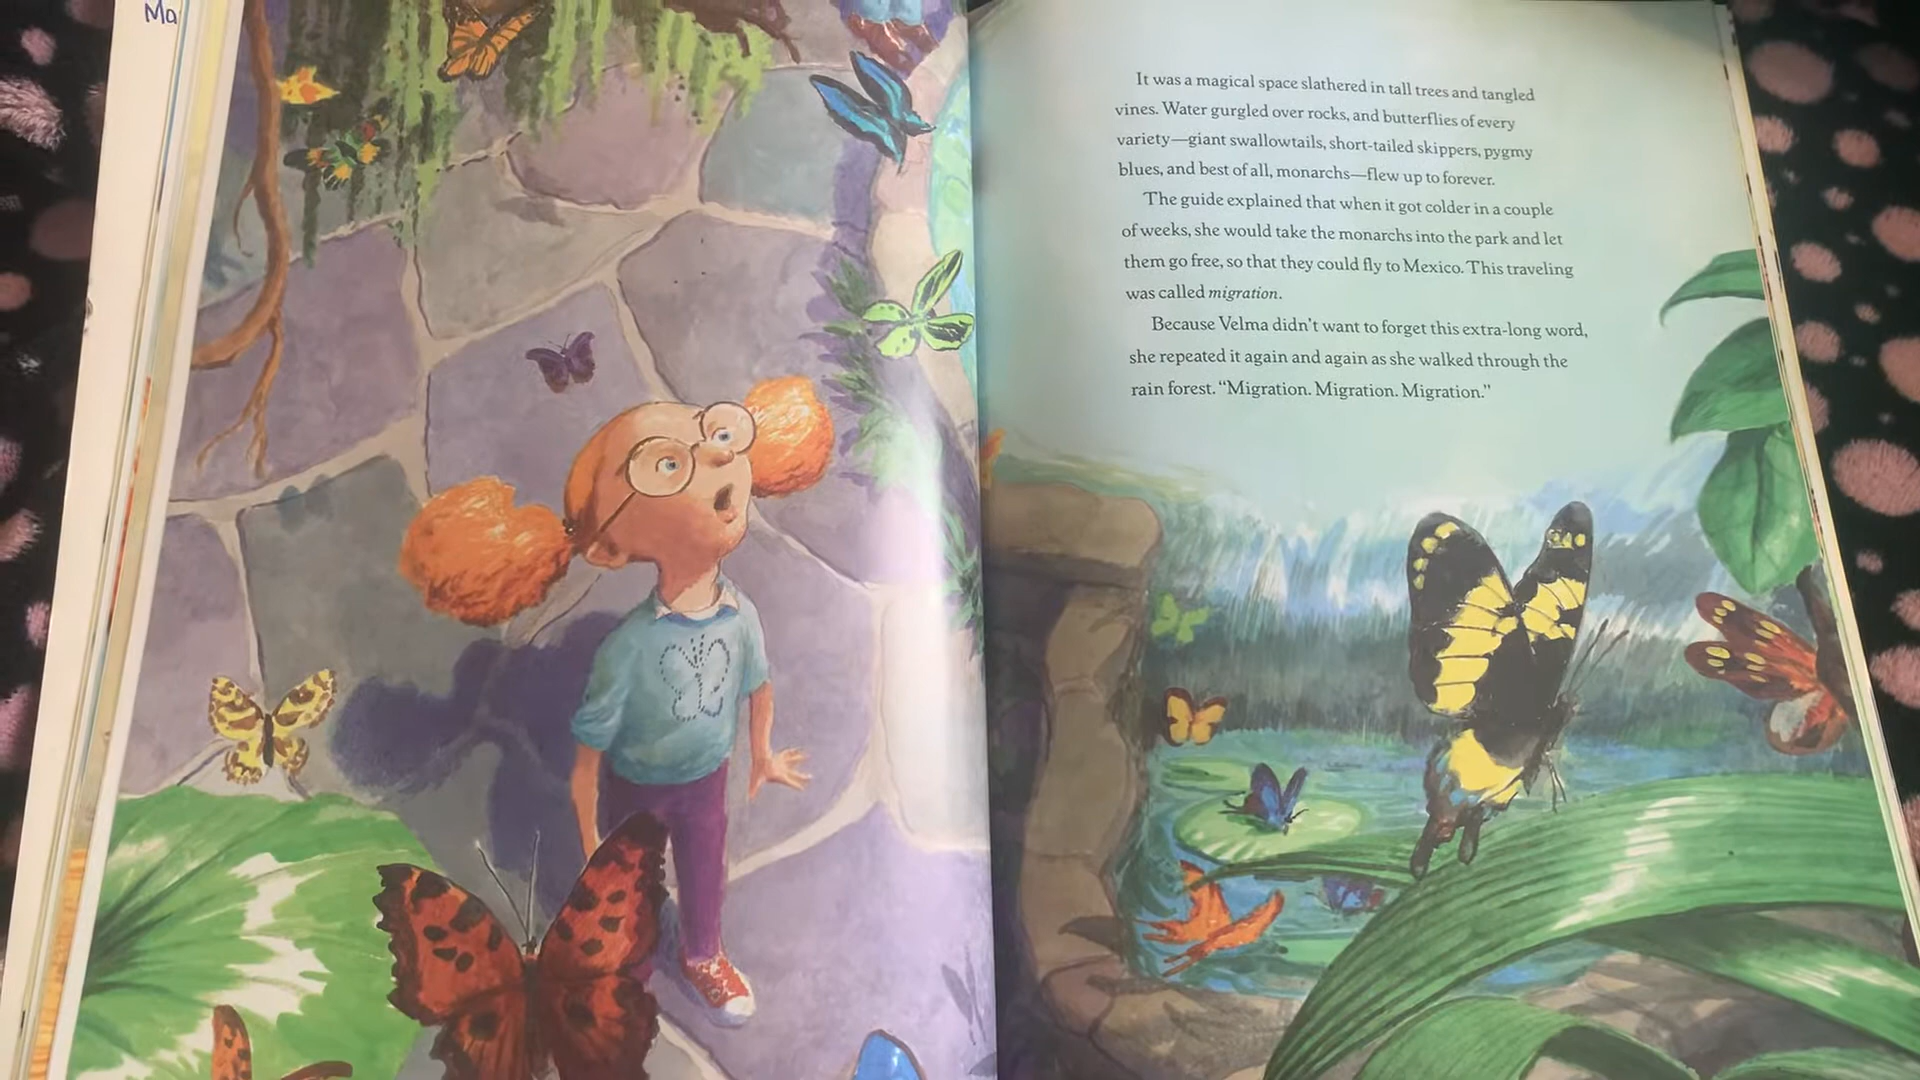 Ma
It was a magical space slathered in tall trees and tangled
vines. Water gurgled over rocks, and butterflies of every
variety—giant swallowtails, short-tailed skippers, pygmy
blues, and best of all, monarchs—flew up to forever.
The guide explained that when it got colder in a couple
of weeks, she would take the monarchs into the park and let
them go free, so that they could fly to Mexico. This traveling
was called migration.
Because Velma didn't want to forget this extra-long word,
she repeated it again and again as she walked through the
rain forest. “Migration. Migration. Migration.”